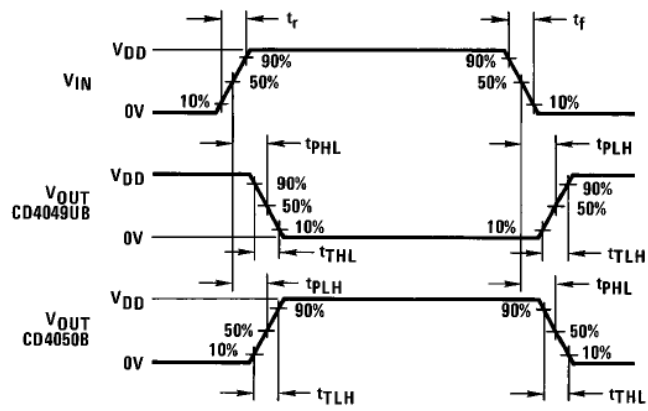 tr tf
VDD
90% 90%
VIN 50% 50%
10% 10%
0V
tPHL tPLH
VDD
90% 90%
VOUT 50% 50%
CD4049UB
10% 10%
0V
tTHL tTLH
tPLH tPHL
VDD
90% 90%
VOUT 50% 50%
CD4050B
10% 10%
0V
tTLH tTHL